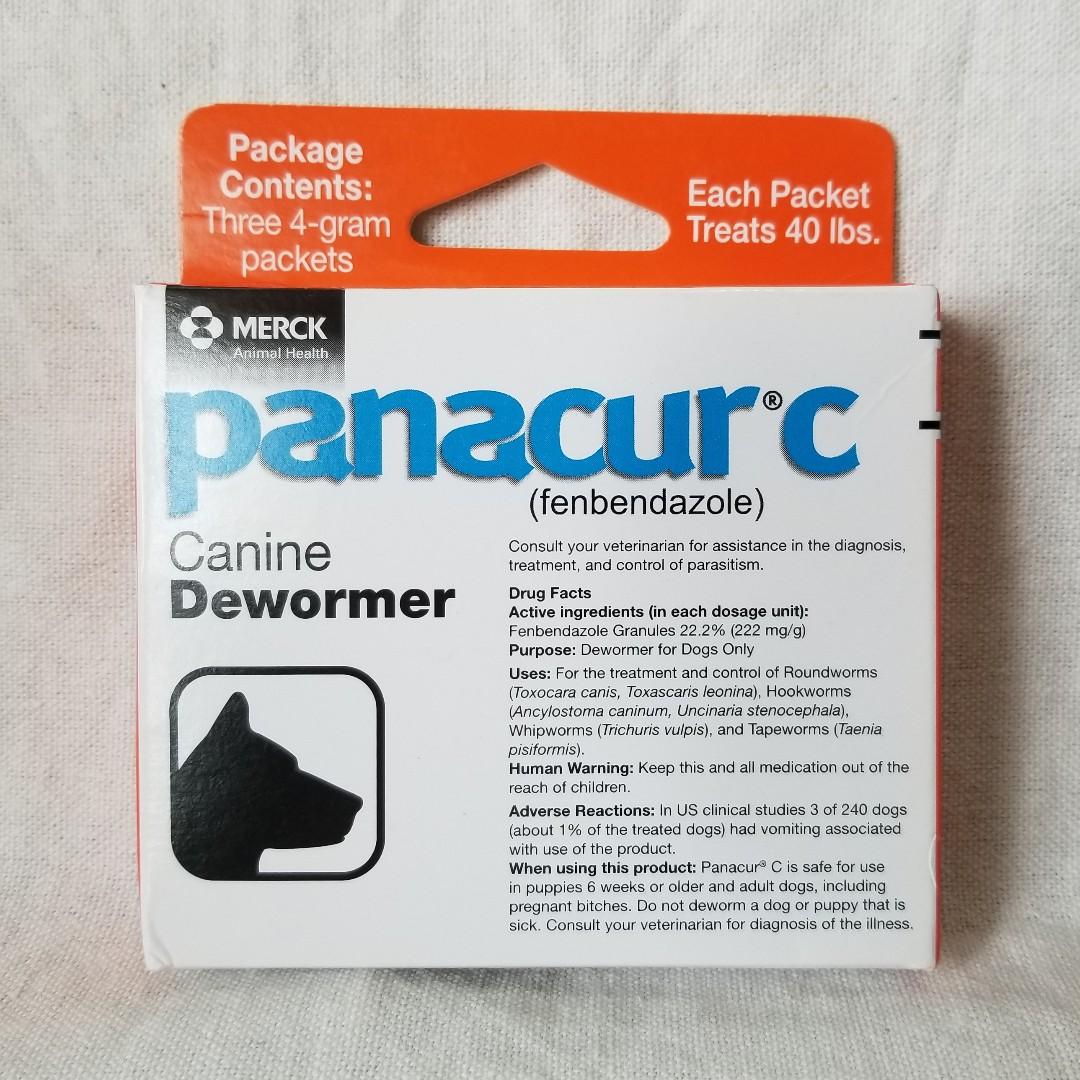 Package
Contents:
Three 4-gram
packets
Each Packet
Treats 40 lbs.
MERCK
Animal Health
panacur® c
(fenbendazole)
Canine
Dewormer
Consult your veterinarian for assistance in the diagnosis,
treatment, and control of parasitism.
Drug Facts
Active ingredients (in each dosage unit):
Fenbendazole Granules 22.2% (222 mg/g)
Purpose: Dewormer for Dogs Only
Uses: For the treatment and control of Roundworms
(Toxocara canis, Toxascaris leonina), Hookworms
(Ancylostoma caninum, Uncinaria stenocephala),
Whipworms (Trichuris vulpis), and Tapeworms (Taenia
pisiformis).
Human Warning: Keep this and all medication out of the
reach of children.
Adverse Reactions: In US clinical studies 3 of 240 dogs
(about 1% of the treated dogs) had vomiting associated
with use of the product.
When using this product: Panacur® C is safe for use
in puppies 6 weeks or older and adult dogs, including
pregnant bitches. Do not deworm a dog or puppy that is
sick. Consult your veterinarian for diagnosis of the illness.